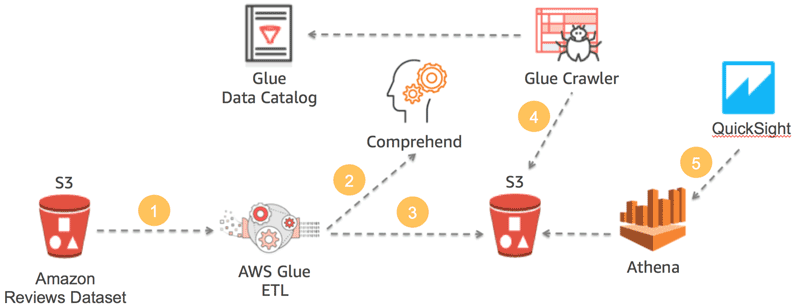 Glue
Data Catalog
Glue Crawler
Comprehend
QuickSight
4
5
S3
2
S3
1
3
AWS Glue
ETL
Athena
Amazon
Reviews Dataset